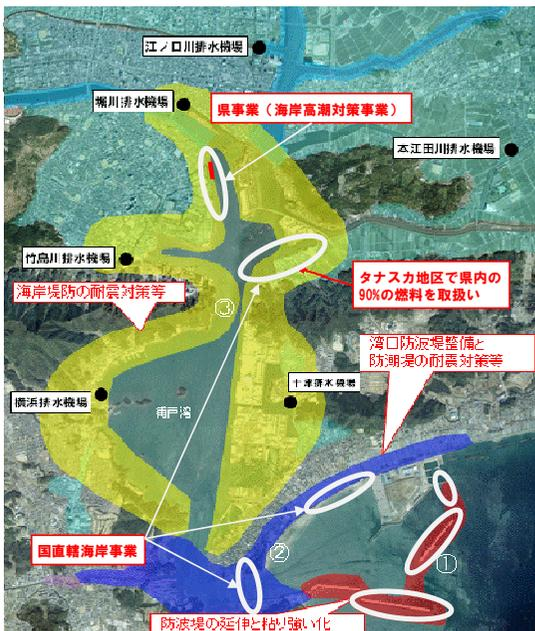 江ノ口川排水機場
堀川排水機場
県事業（海岸高潮対策事業）
本江田川排水機場
竹島川排水機場
海岸堤防の耐震対策等
タナスカ地区で県内の
90%の燃料を取扱い
③
湾口防波堤整備と
防潮堤の耐震対策等
十津排水機場
横浜排水機場
浦戸湾
国直轄海岸事業
②
①
防波堤の延伸と粘り強い化